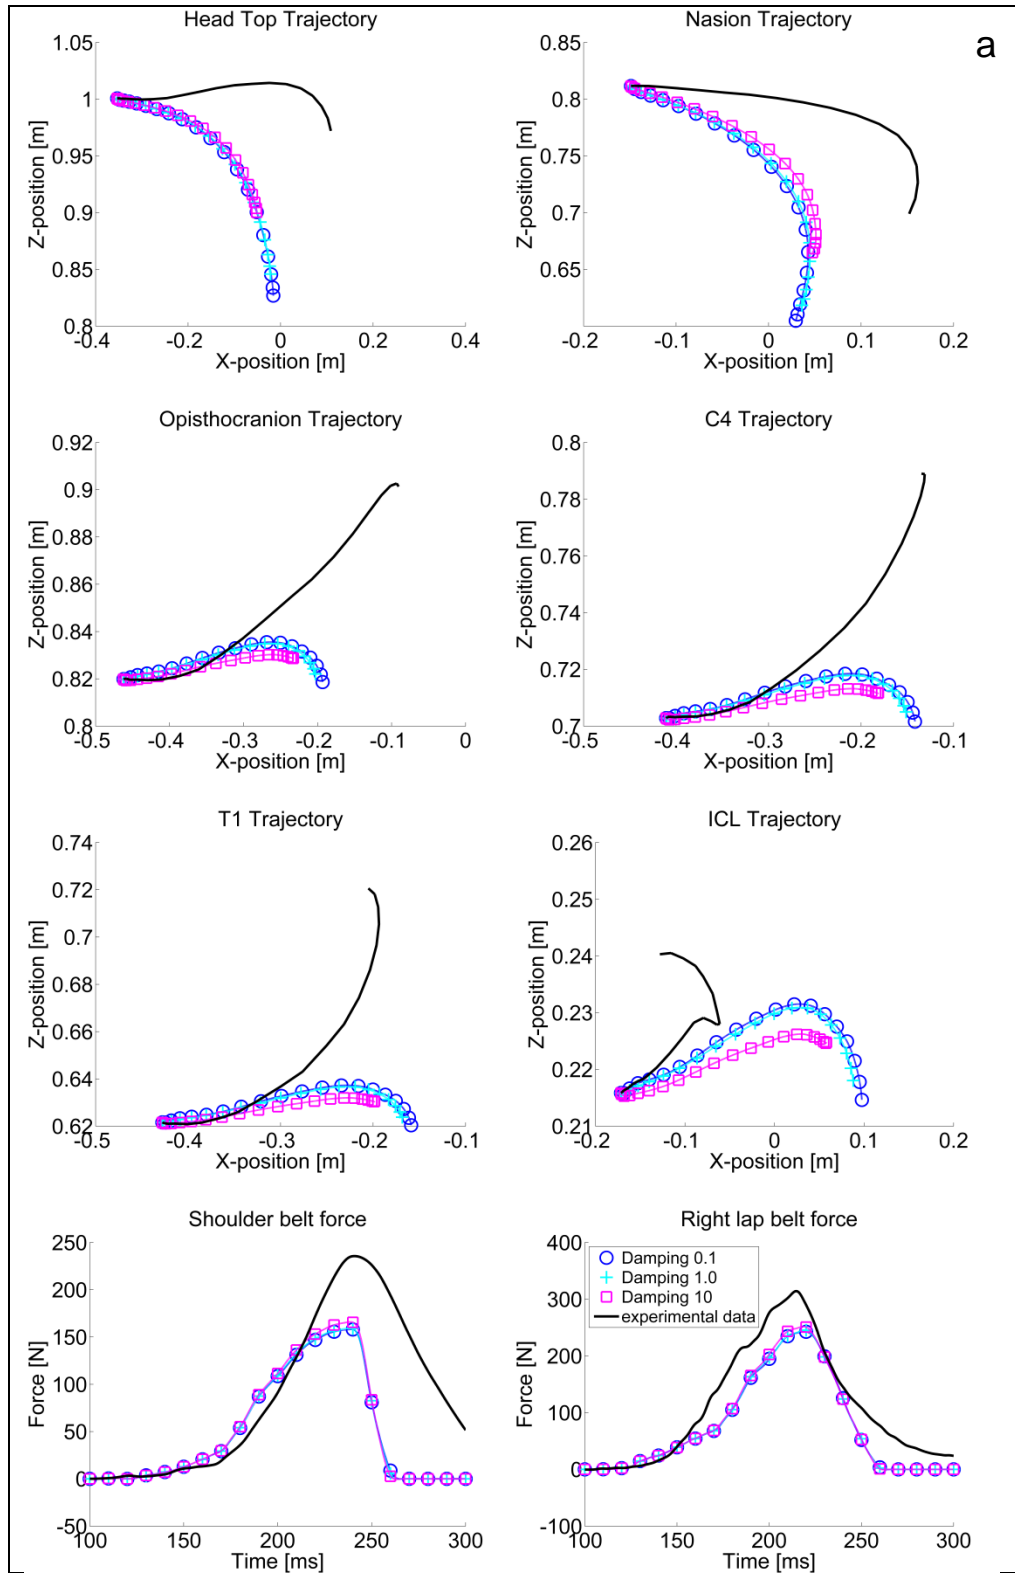 a
Head Top Trajectory
1.05
1
0.95
0.9
0.85
0.8
Z-position [m]
-0.4 -0.2 0 0.2 0.4
X-position [m]
Nasion Trajectory
0.85
0.8
0.75
0.7
0.65
Z-position [m]
-0.2 -0.1 0 0.1 0.2
X-position [m]
Opisthocranion Trajectory
0.92
0.9
0.88
0.86
0.84
0.82
0.8
Z-position [m]
-0.5 -0.4 -0.3 -0.2 -0.1 0
X-position [m]
C4 Trajectory
0.8
0.78
0.76
0.74
0.72
0.7
Z-position [m]
-0.5 -0.4 -0.3 -0.2 -0.1
X-position [m]
T1 Trajectory
0.74
0.72
0.7
0.68
0.66
0.64
0.62
Z-position [m]
-0.5 -0.4 -0.3 -0.2 -0.1
X-position [m]
ICL Trajectory
0.26
0.25
0.24
0.23
0.22
0.21
Z-position [m]
-0.2 -0.1 0 0.1 0.2
X-position [m]
Shoulder belt force
250
200
150
100
50
0
-50
Force [N]
100 150 200 250 300
Time [ms]
Right lap belt force
400
300
200
100
0
-100
Force [N]
Damping 0.1
Damping 1.0
Damping 10
experimental data
100 150 200 250 300
Time [ms]